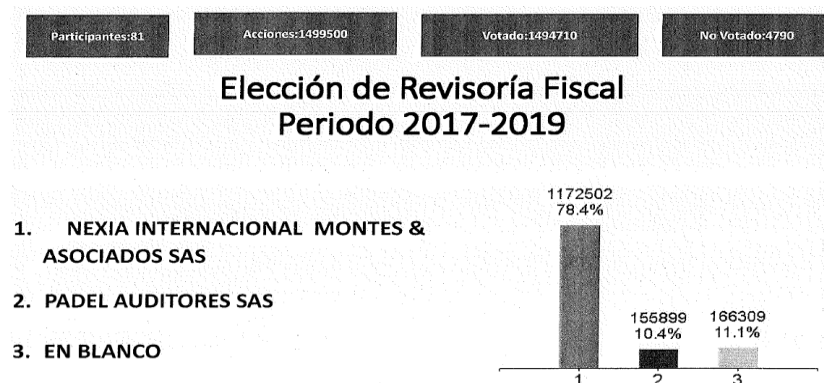 Participantes:81
Acciones:1499500
Votado:1494710
No Votado:4790
Elección de Revisoría Fiscal
Periodo 2017-2019
1. NEXIA INTERNACIONAL MONTES &
ASOCIADOS SAS
2. PADEL AUDITORES SAS
3. EN BLANCO
1172502
78.4%
155899
10.4%
166309
11.1%
1
2
3